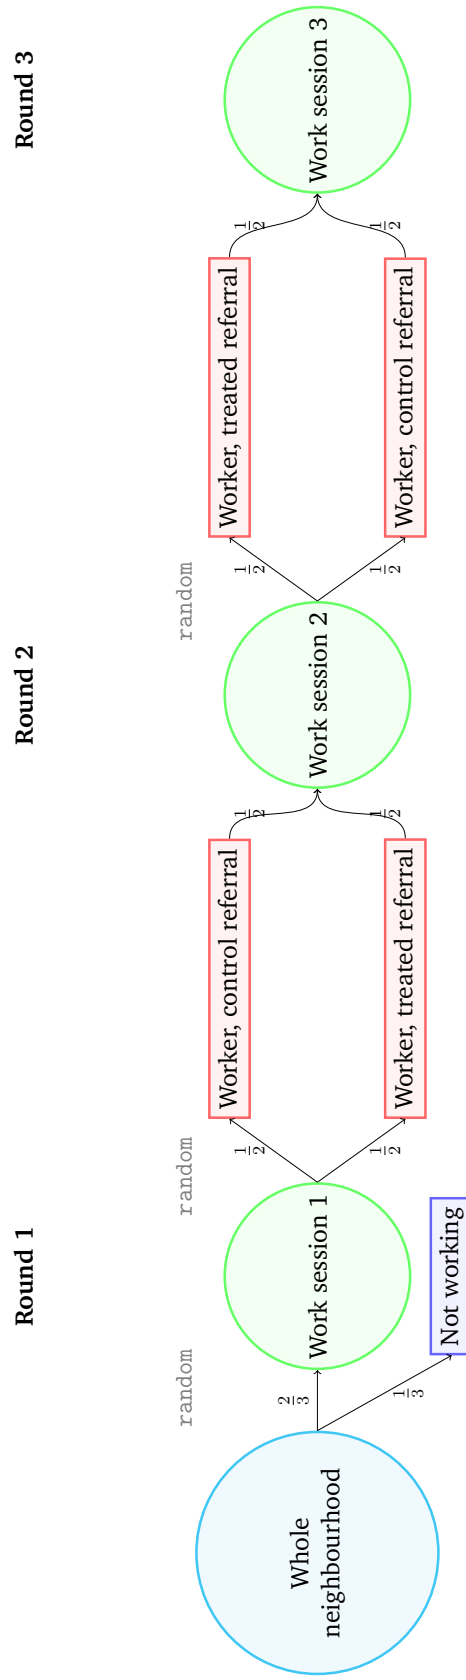 Round 1
Round 2
Round 3
random
random
random
Whole
neighbourhood
2/3
1/3
Work session 1
Not working
1/2
1/2
Worker, control referral
Worker, treated referral
1/2
1/2
Work session 2
1/2
1/2
Worker, treated referral
Worker, control referral
1/2
1/2
Work session 3